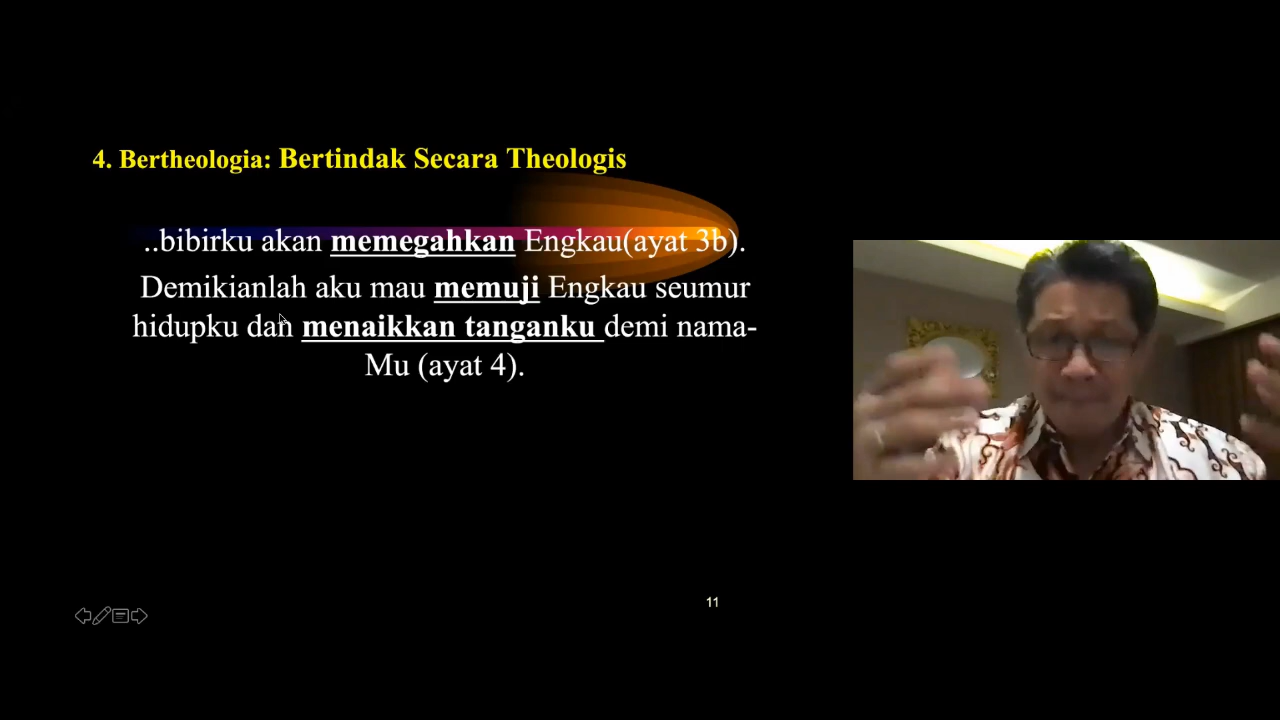 4. Bertheologia: Bertindak Secara Theologis
..bibirku akan memegahkan Engkau(ayat 3b).
Demikianlah aku mau memuji Engkau seumur
hidupku dan menaikkan tanganku demi nama-
Mu (ayat 4).
11